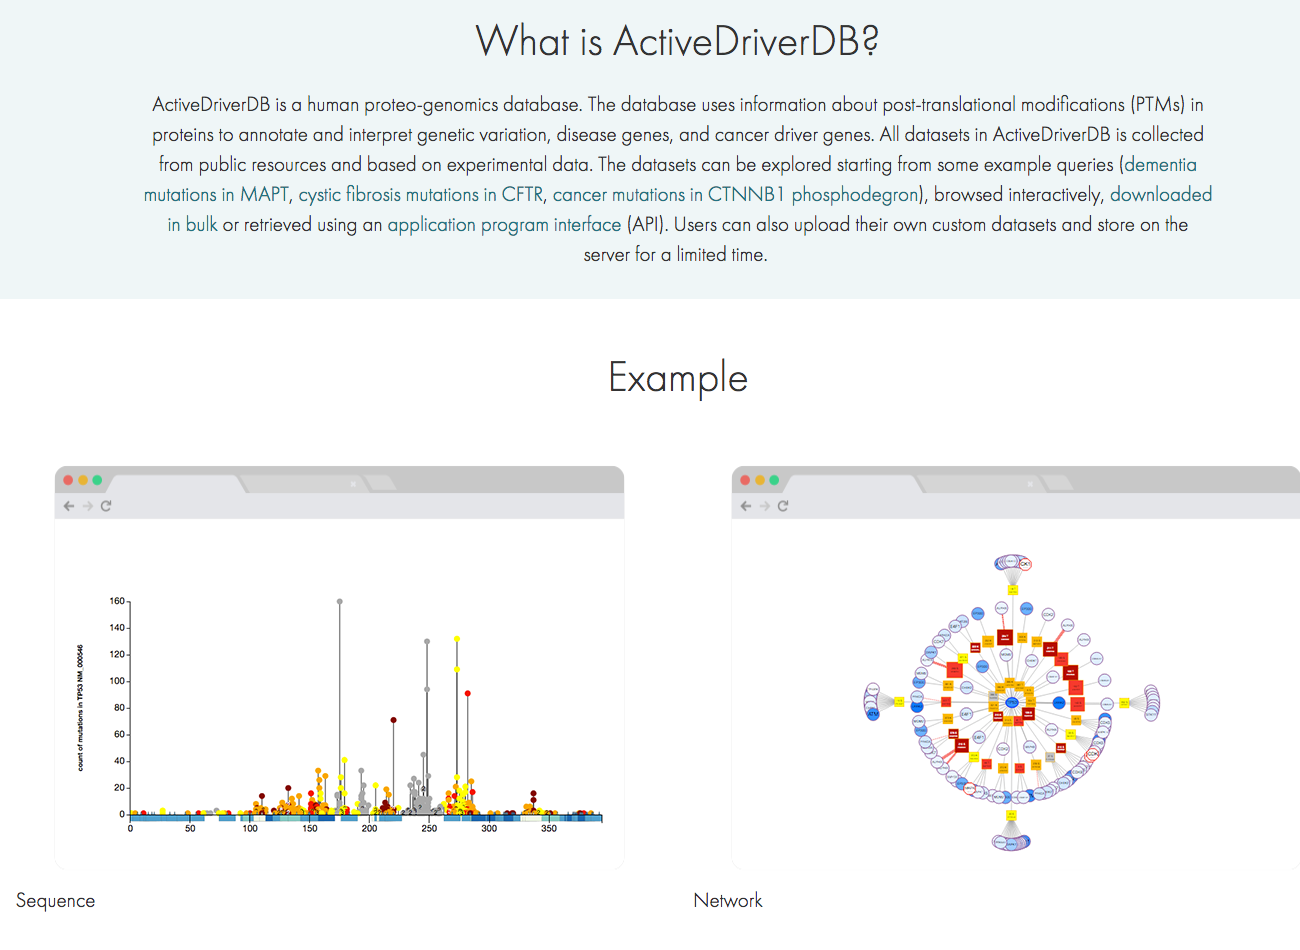 What is ActiveDriverDB?
ActiveDriverDB is a human proteo-genomics database. The database uses information about post-translational modifications (PTMs) in
proteins to annotate and interpret genetic variation, disease genes, and cancer driver genes. All datasets in ActiveDriverDB is collected
from public resources and based on experimental data. The datasets can be explored starting from some example queries (dementia
mutations in MAPT, cystic fibrosis mutations in CFTR, cancer mutations in CTNNB1 phosphodegron), browsed interactively, downloaded
in bulk or retrieved using an application program interface (API). Users can also upload their own custom datasets and store on the
server for a limited time.
Example
count of mutations in TP53 NM_000546
160
140
120
100
80
60
40
20
0
0 50 100 150 200 250 300 350
ATM
Sequence
Network